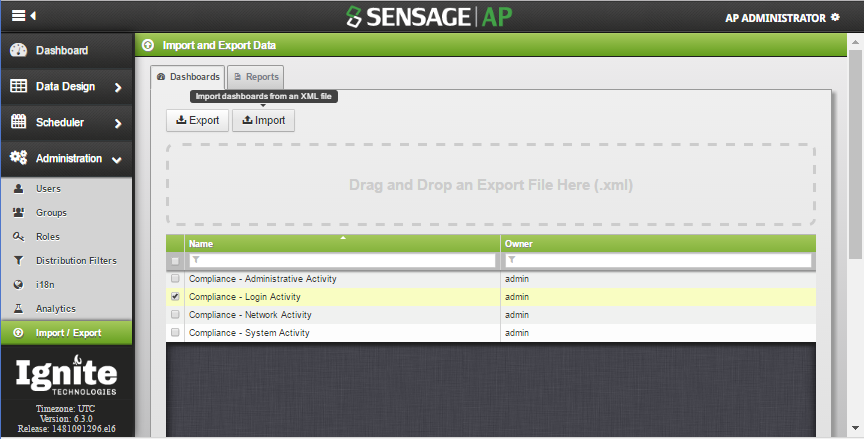 SENSAGE AP
AP ADMINISTRATOR
Dashboard
Data Design
Scheduler
Administration
Users
Groups
Roles
Distribution Filters
i18n
Analytics
Import / Export
Ignite
TECHNOLOGIES
Timezone: UTC
Version: 6.3.0
Release: 1481091296.el6
Import and Export Data
Dashboards Reports
Import dashboards from an XML file
Export Import
Drag and Drop an Export File Here (.xml)
Name Owner
Compliance - Administrative Activity admin
Compliance - Login Activity admin
Compliance - Network Activity admin
Compliance - System Activity admin